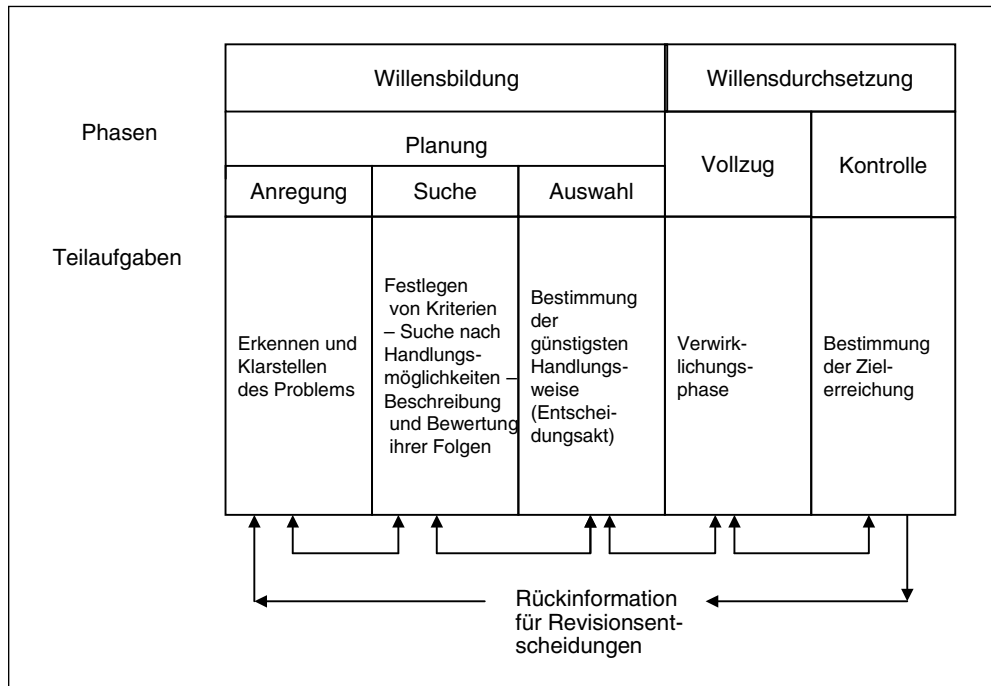 Willensbildung
Willensdurchsetzung
Phasen
Planung
Vollzug
Kontrolle
Anregung
Suche
Auswahl
Teilaufgaben
Erkennen und
Klarstellen
des Problems
Festlegen
von Kriterien
– Suche nach
Handlungs-
möglichkeiten –
Beschreibung
und Bewertung
ihrer Folgen
Bestimmung
der
günstigsten
Handlungs-
weise
(Entschei-
dungsakt)
Verwirk-
lichungs-
phase
Bestimmung
der Ziel-
erreichung
Rückinformation
für Revisionsent-
scheidungen